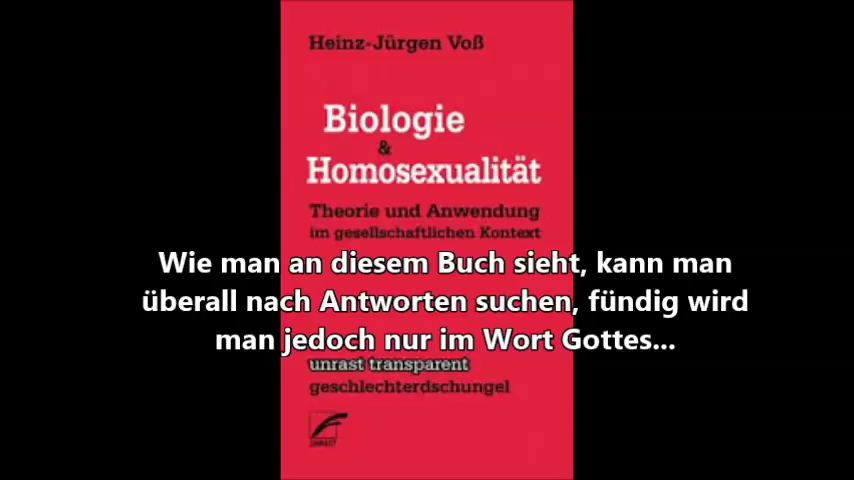 Heinz-Jürgen Voß
Biologie
&
Homosexualität
Theorie und Anwendung
im gesellschaftlichen Kontext
Wie man an diesem Buch sieht, kann man
überall nach Antworten suchen, fündig wird
man jedoch nur im Wort Gottes...
unrast transparent
geschlechterdschungel
UNRAST